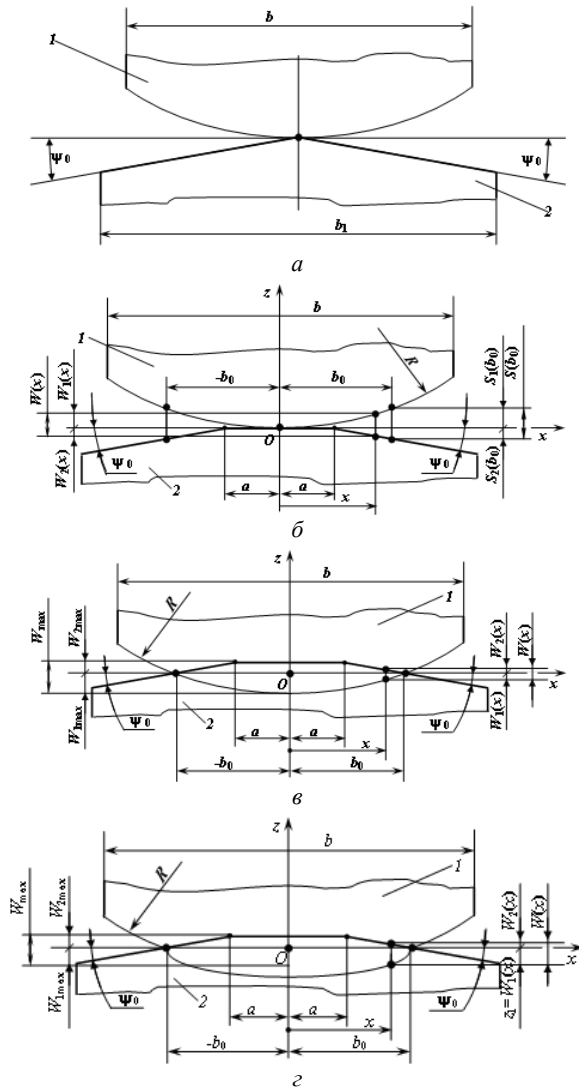 b
1
Ψ0
Ψ0
2
b1
а
z
b
1
R
W(x)
W1(x)
W2(x)
-b0
b0
S1(b0)
S(b0)
S2(b0)
O
x
Ψ0
2
a
a
Ψ0
x
б
z
b
R
1
Wmax
W2max
W1max
W2(x)
W(x)
W1(x)
O
x
Ψ0
2
a
a
x
Ψ0
-b0
b0
в
z
b
R
1
Wmax
W2max
W1max
W2(x)
W(x)
z1 = W1(x)
O
x
Ψ0
2
a
a
x
Ψ0
-b0
b0
г